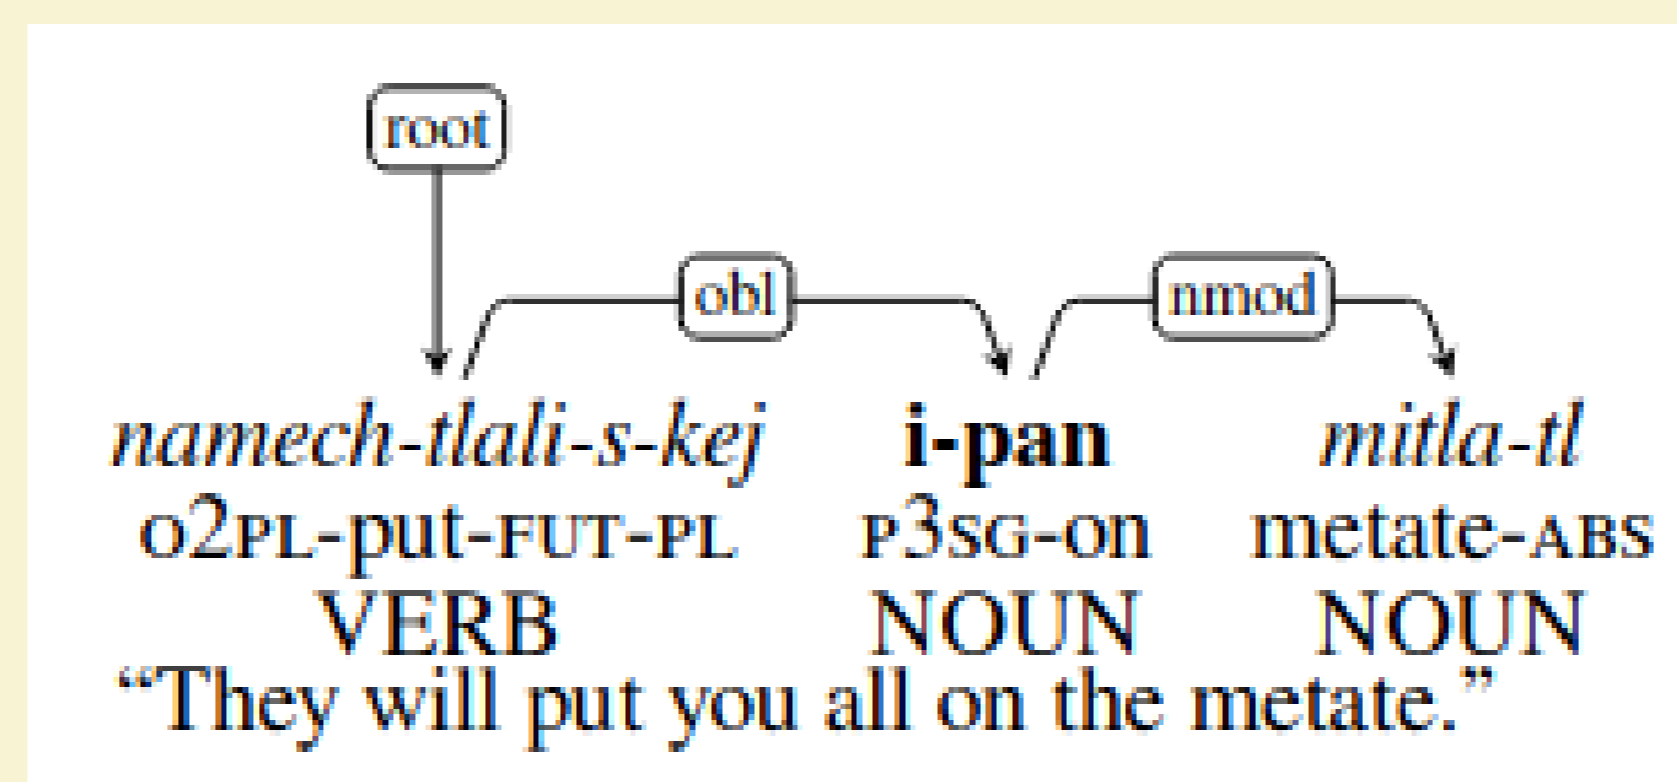 root
obl nmod
namech-tlali-s-kej i-pan mitla-tl
O2PL-put-FUT-PL P3SG-on metate-ABS
VERB NOUN NOUN
“They will put you all on the metate.”